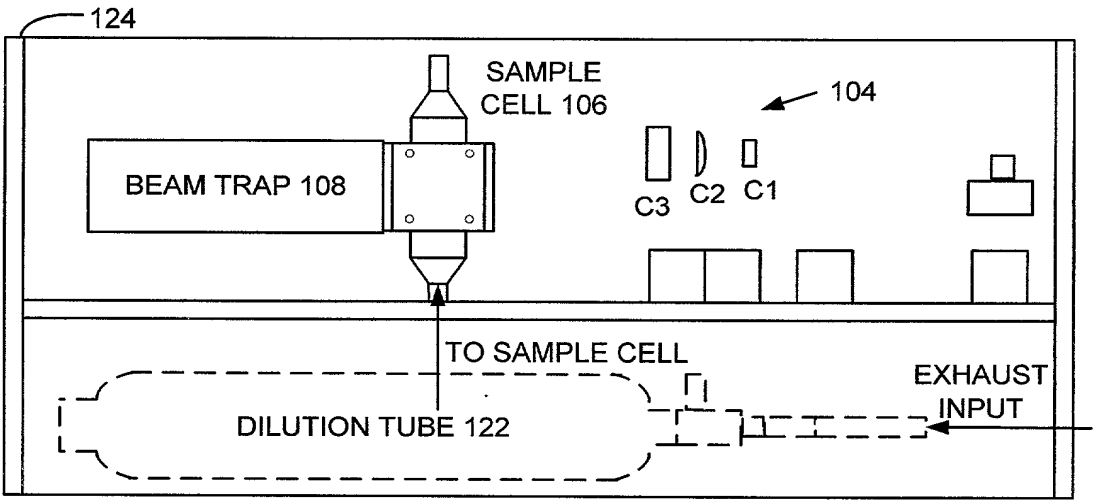 124
SAMPLE
CELL 106
104
BEAM TRAP 108
C3
C2
C1
TO SAMPLE CELL
EXHAUST
INPUT
DILUTION TUBE 122